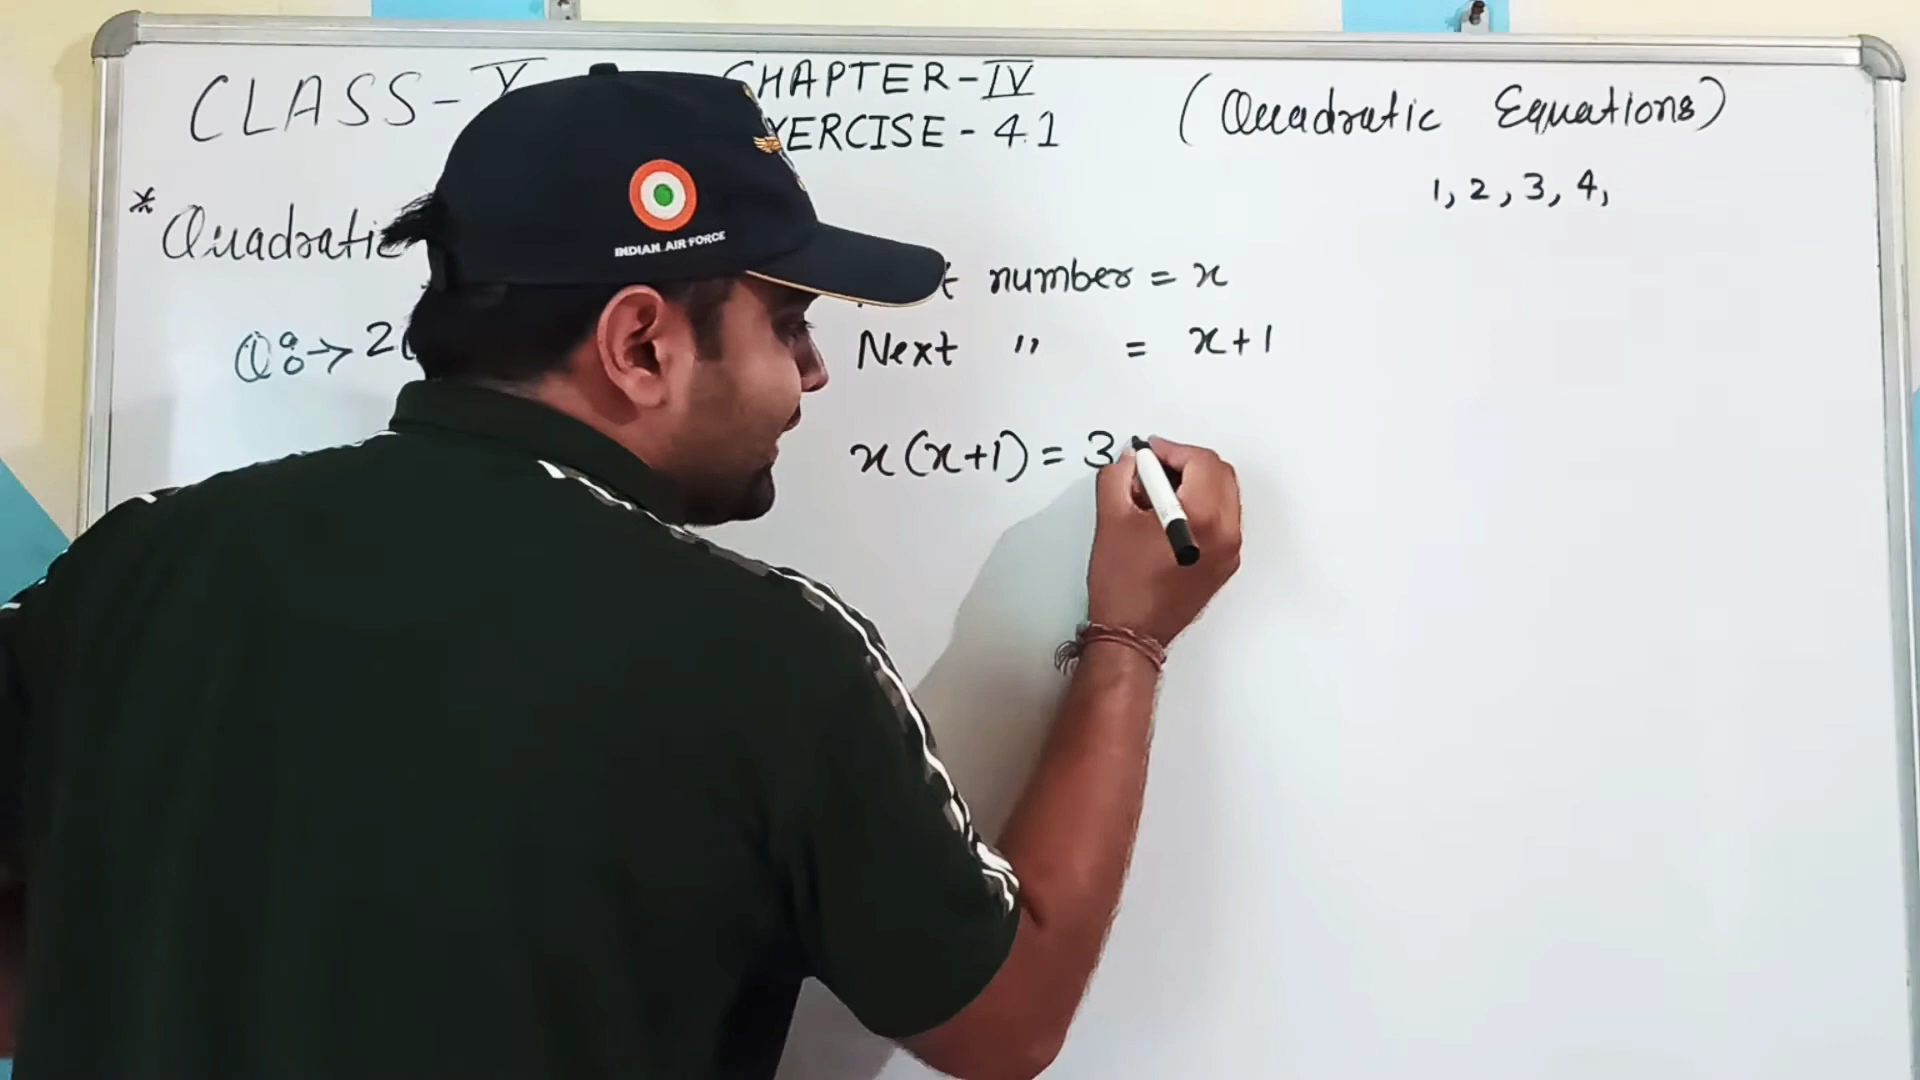 CLASS-X
CHAPTER-IV
EXERCISE-4.1
(Quadratic Equations)
1, 2, 3, 4,
* Quadratic
Q:→ 2(
number = x
Next " = x+1
x(x+1) = 3
INDIAN AIR FORCE